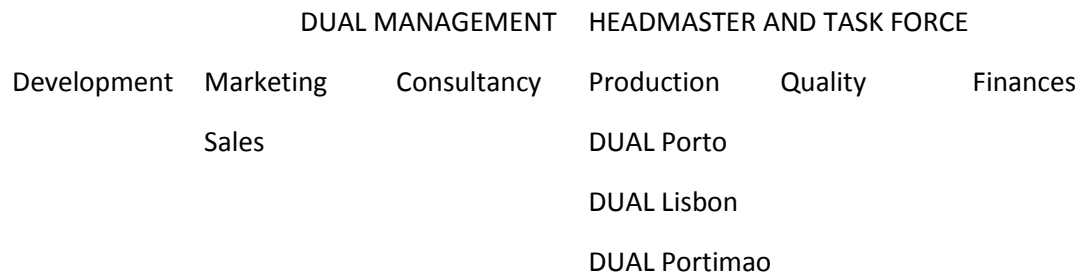 DUAL MANAGEMENT HEADMASTER AND TASK FORCE
Development Marketing Consultancy Production Quality Finances
Sales DUAL Porto
DUAL Lisbon
DUAL Portimao